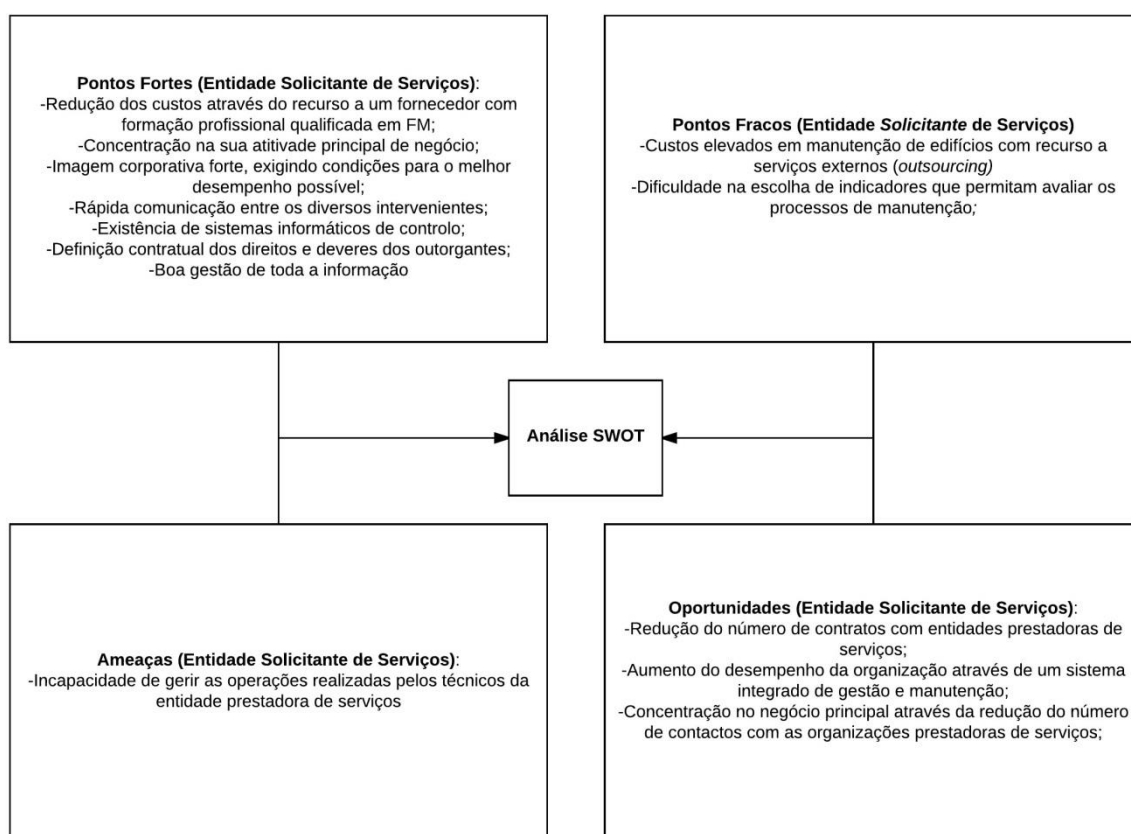 Pontos Fortes (Entidade Solicitante de Serviços):
-Redução dos custos através do recurso a um fornecedor com
formação profissional qualificada em FM;
-Concentração na sua atitivade principal de negócio;
-Imagem corporativa forte, exigindo condições para o melhor
desempenho possível;
-Rápida comunicação entre os diversos intervenientes;
-Existência de sistemas informáticos de controlo;
-Definição contratual dos direitos e deveres dos outorgantes;
-Boa gestão de toda a informação
Pontos Fracos (Entidade Solicitante de Serviços)
-Custos elevados em manutenção de edifícios com recurso a
serviços externos (outsourcing)
-Dificuldade na escolha de indicadores que permitam avaliar os
processos de manutenção;
Análise SWOT
Ameaças (Entidade Solicitante de Serviços):
-Incapacidade de gerir as operações realizadas pelos técnicos da
entidade prestadora de serviços
Oportunidades (Entidade Solicitante de Serviços):
-Redução do número de contratos com entidades prestadoras de
serviços;
-Aumento do desempenho da organização através de um sistema
integrado de gestão e manutenção;
-Concentração no negócio principal através da redução do número
de contactos com as organizações prestadoras de serviços;